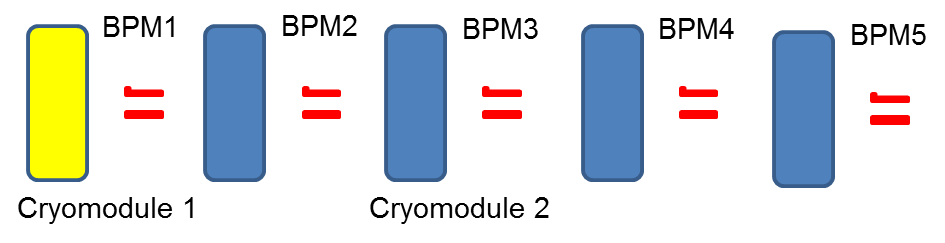 BPM1
BPM2
BPM3
BPM4
BPM5
Cryomodule 1
Cryomodule 2